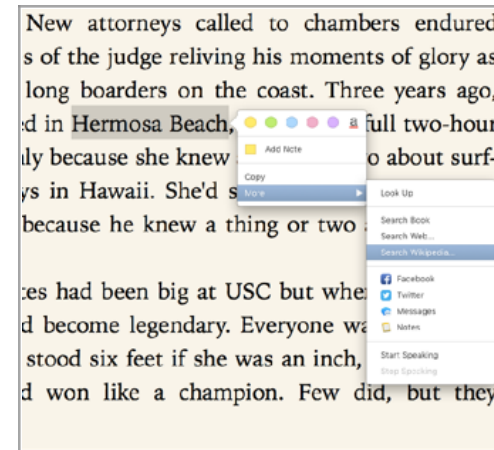 New attorneys called to chambers endured
s of the judge reliving his moments of glory as
long boarders on the coast. Three years ago,
d in Hermosa Beach, full two-hour
ly because she knew o about surf-
ys in Hawaii. She'd s
because he knew a thing or two
a
Add Note
Copy
More
Look Up
Search Book
Search Web...
Search Wikipedia...
Facebook
Twitter
Messages
Notes
Start Speaking
Stop Speaking
es had been big at USC but whe
d become legendary. Everyone wa
stood six feet if she was an inch,
d won like a champion. Few did, but they